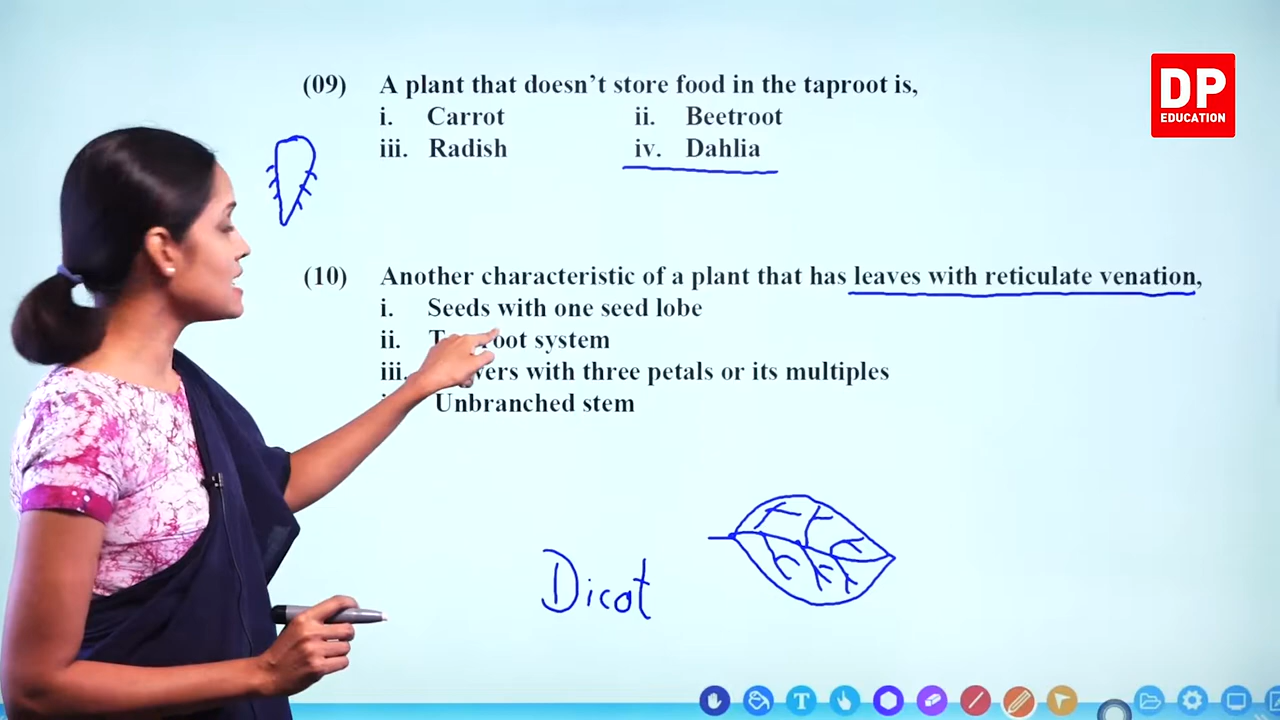 DP
EDUCATION
(09) A plant that doesn't store food in the taproot is,
i. Carrot ii. Beetroot
iii. Radish iv. Dahlia
(10) Another characteristic of a plant that has leaves with reticulate venation,
i. Seeds with one seed lobe
ii. root system
iii. with three petals or its multiples
Unbranched stem
Dicot
T